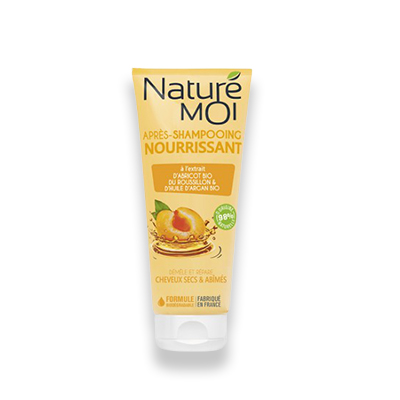 Naturé
MOI
APRÈS-SHAMPOOING
NOURRISSANT
à l'extrait
D'ABRICOT BIO
DU ROUSSILLON &
D'HUILE D'ARGAN BIO
98%
DÉMÊLE ET RÉPARE
CHEVEUX SECS & ABÎMÉS
FORMULE
FABRIQUÉ
EN FRANCE